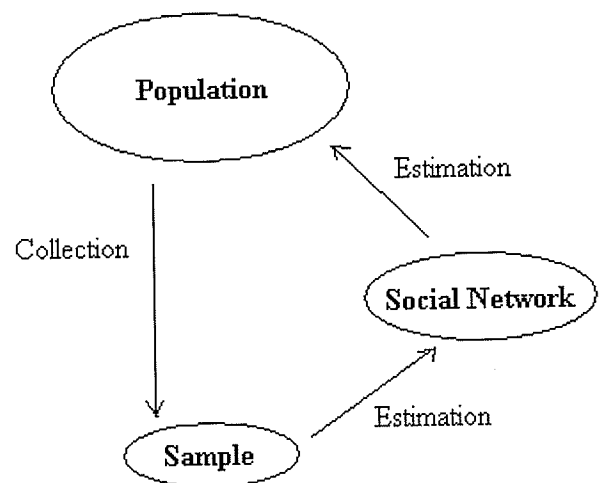 Population
Estimation
Collection
Social Network
Estimation
Sample